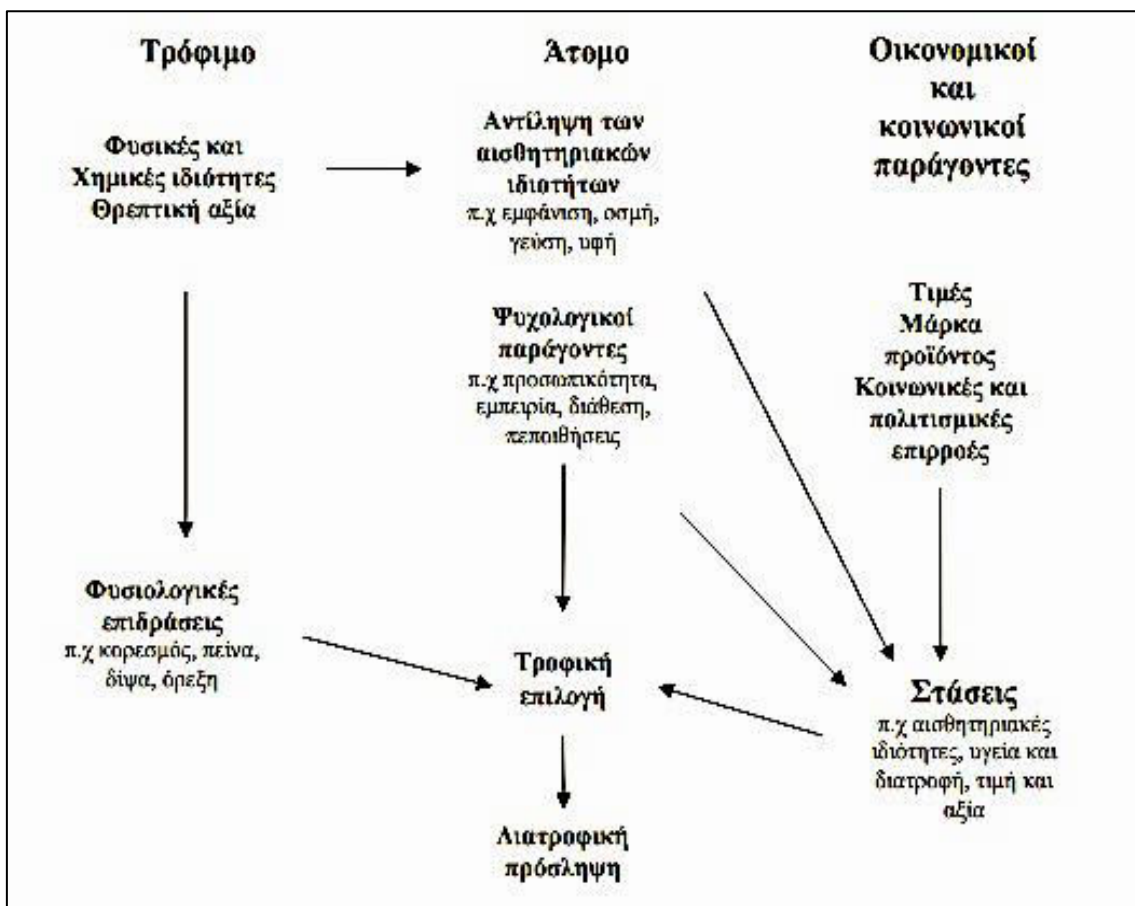 Τρόφιμο
Φυσικές και
Χημικές ιδιότητες
Θρεπτική αξία
Φυσιολογικές
επιδράσεις
π.χ κορεσμός, πείνα,
δίψα, όρεξη
Άτομο
Αντίληψη των
αισθητηριακών
ιδιοτήτων
π.χ εμφάνιση, οσμή,
γεύση, υφή
Ψυχολογικοί
παράγοντες
π.χ προσωπικότητα,
εμπειρία, διάθεση,
πεποιθήσεις
Τροφική
επιλογή
Διατροφική
πρόσληψη
Οικονομικοί
και
κοινωνικοί
παράγοντες
Τιμές
Μάρκα
προϊόντος
Κοινωνικές και
πολιτισμικές
επιρροές
Στάσεις
π.χ αισθητηριακές
ιδιότητες, υγεία και
διατροφή, τιμή και
αξία